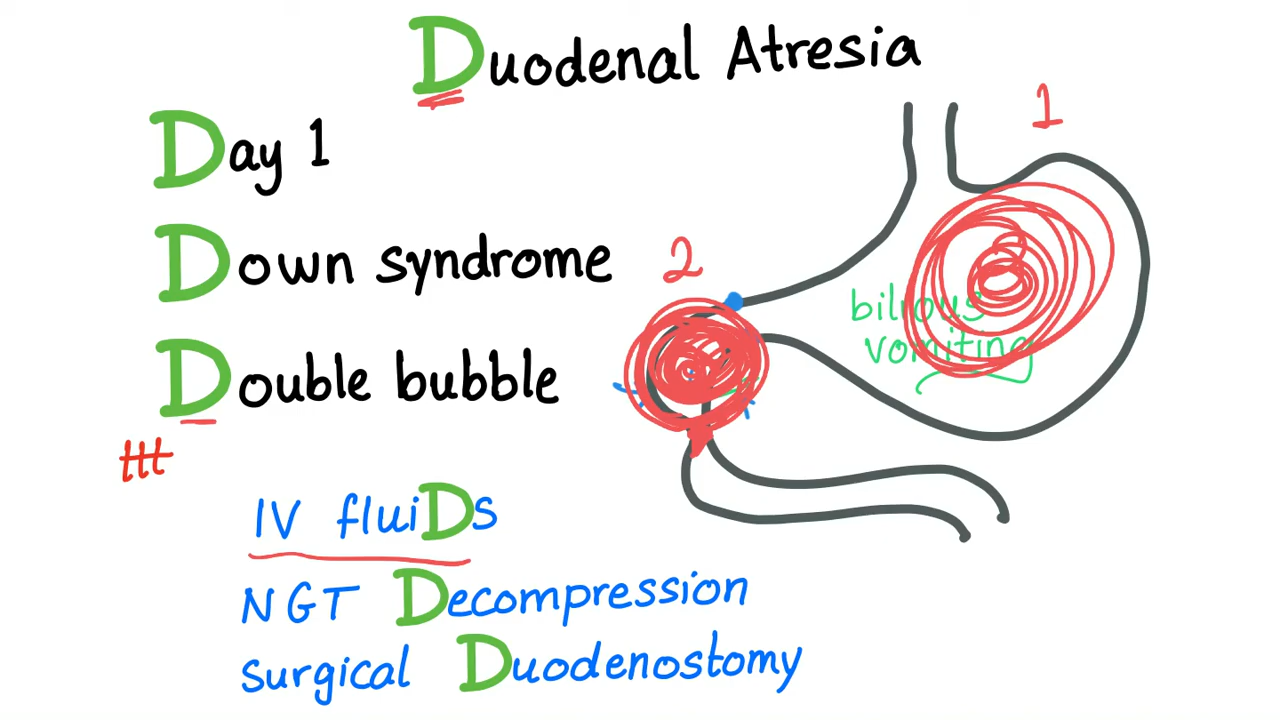 Duodenal Atresia
Day 1
Down syndrome
Double bubble
1
2
bilious
vomiting
ttt
IV fluiDs
NGT Decompression
surgical Duodenostomy